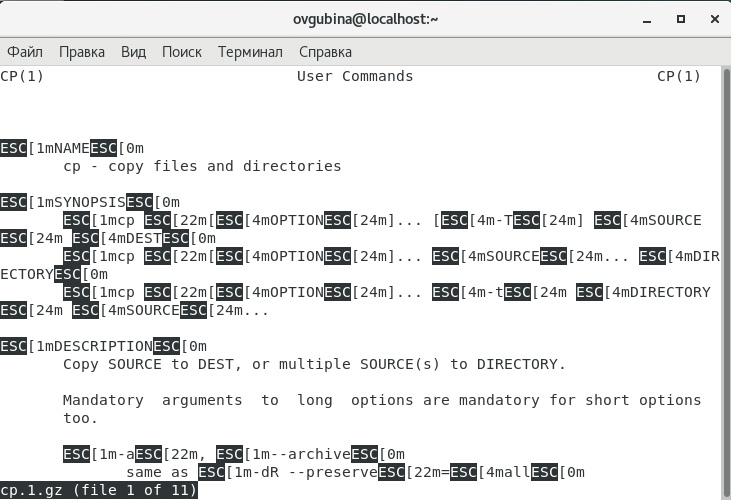 ovgubina@localhost:~
Файл Правка Вид Поиск Терминал Справка
CP(1) User Commands CP(1)
ESC[1mNAMEESC[0m
cp - copy files and directories
ESC[1mSYNOPSISESC[0m
ESC[1mcp ESC[22m[ESC[4mOPTIONESC[24m]... [ESC[4m-TESC[24m] ESC[4mSOURCE
ESC[24m ESC[4mDESTESC[0m
ESC[1mcp ESC[22m[ESC[4mOPTIONESC[24m]... ESC[4mSOURCEESC[24m... ESC[4mDIR
ECTORYESC[0m
ESC[1mcp ESC[22m[ESC[4mOPTIONESC[24m]... ESC[4m-tESC[24m ESC[4mDIRECTORY
ESC[24m ESC[4mSOURCEESC[24m...
ESC[1mDESCRIPTIONESC[0m
Copy SOURCE to DEST, or multiple SOURCE(s) to DIRECTORY.
Mandatory arguments to long options are mandatory for short options
too.
ESC[1m-aESC[22m, ESC[1m--archiveESC[0m
same as ESC[1m-dR --preserveESC[22m=ESC[4mallESC[0m
cp.1.gz (file 1 of 11)